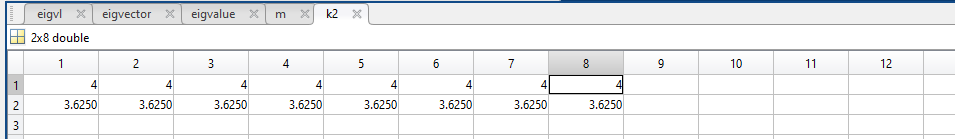 eigvl eigvector eigvalue m k2
2x8 double
1 2 3 4 5 6 7 8 9 10 11 12
1 4 4 4 4 4 4 4 4
2 3.6250 3.6250 3.6250 3.6250 3.6250 3.6250 3.6250 3.6250
3